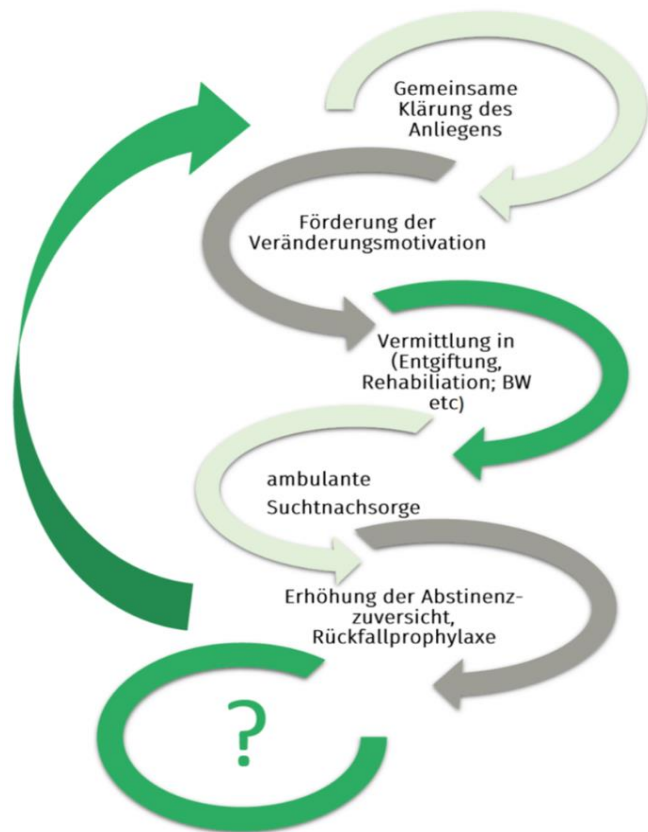 Gemeinsame
Klärung des
Anliegens
Förderung der
Veränderungsmotivation
Vermittlung in
(Entgiftung,
Rehabiliation; BW
etc)
ambulante
Suchtnachsorge
Erhöhung der Abstinenz-
zuversicht,
Rückfallprophylaxe
?